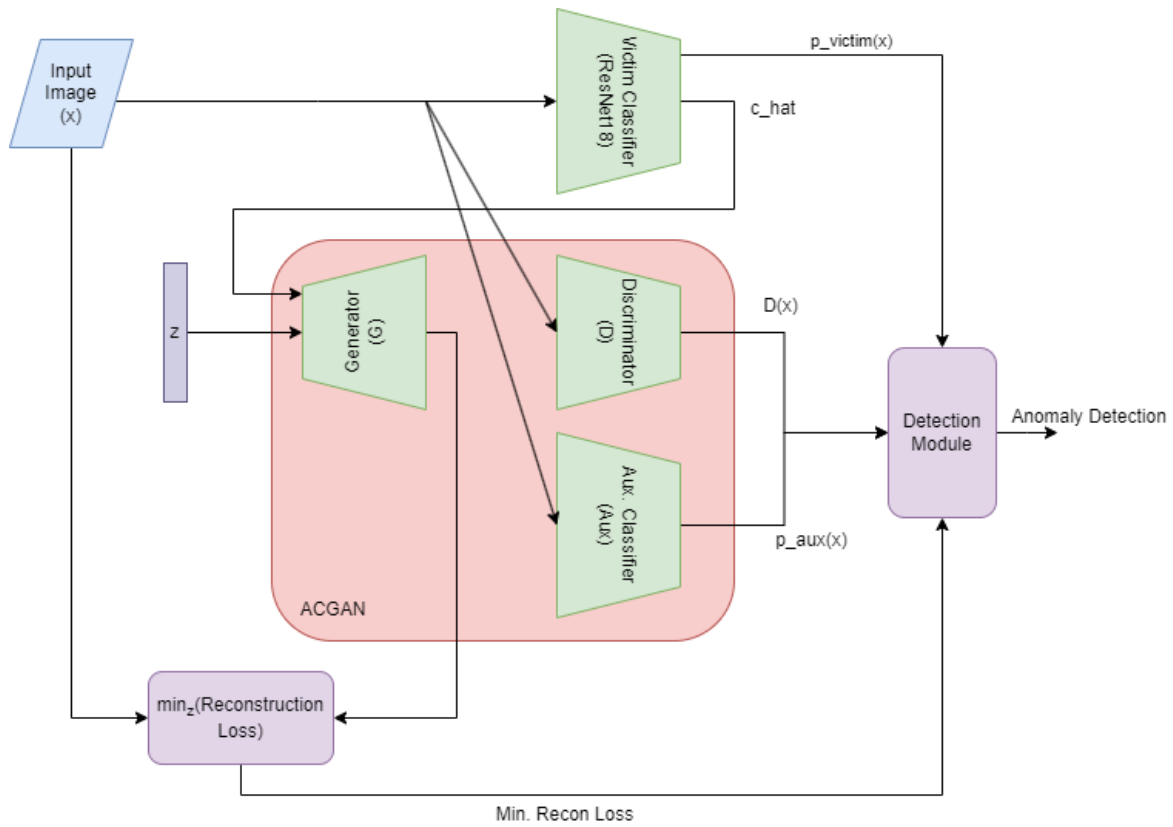 Input
Image
(x)
Victim Classifier
(ResNet18)
p_victim(x)
c_hat
z
Generator
(G)
Discriminator
(D)
D(x)
Aux. Classifier
(Aux)
p_aux(x)
ACGAN
Detection
Module
Anomaly Detection
min_z(Reconstruction
Loss)
Min. Recon Loss